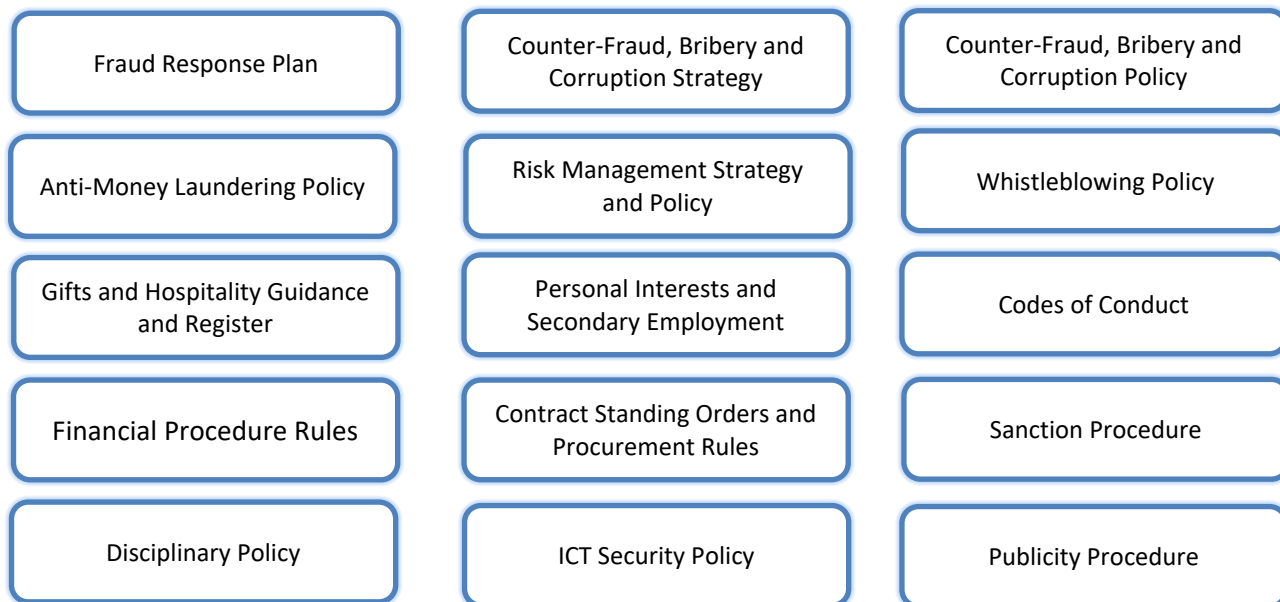 Fraud Response Plan
Counter-Fraud, Bribery and
Corruption Strategy
Counter-Fraud, Bribery and
Corruption Policy
Anti-Money Laundering Policy
Risk Management Strategy
and Policy
Whistleblowing Policy
Gifts and Hospitality Guidance
and Register
Personal Interests and
Secondary Employment
Codes of Conduct
Financial Procedure Rules
Contract Standing Orders and
Procurement Rules
Sanction Procedure
Disciplinary Policy
ICT Security Policy
Publicity Procedure